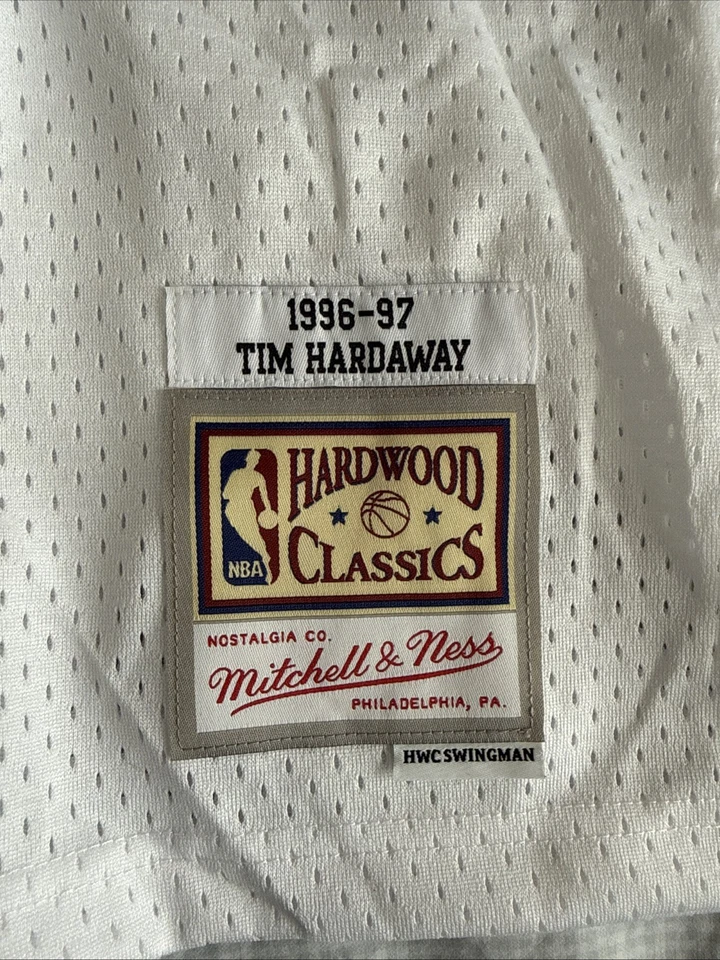 1996-97
TIM HARDAWAY
HARDWOOD
CLASSICS
NBA
NOSTALGIA CO.
Mitchell & Ness
PHILADELPHIA, PA.
HWC SWINGMAN